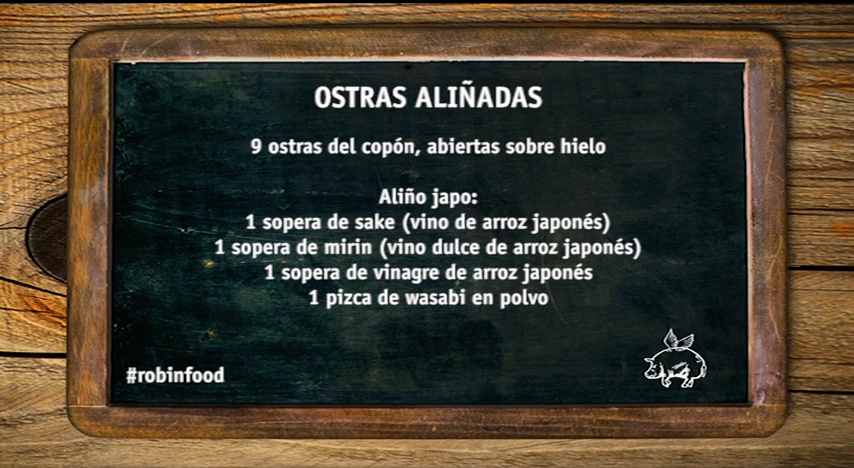 OSTRAS ALIÑADAS
9 ostras del copón, abiertas sobre hielo
Aliño japo:
1 sopera de sake (vino de arroz japonés)
1 sopera de mirin (vino dulce de arroz japonés)
1 sopera de vinagre de arroz japonés
1 pizca de wasabi en polvo
#robinfood